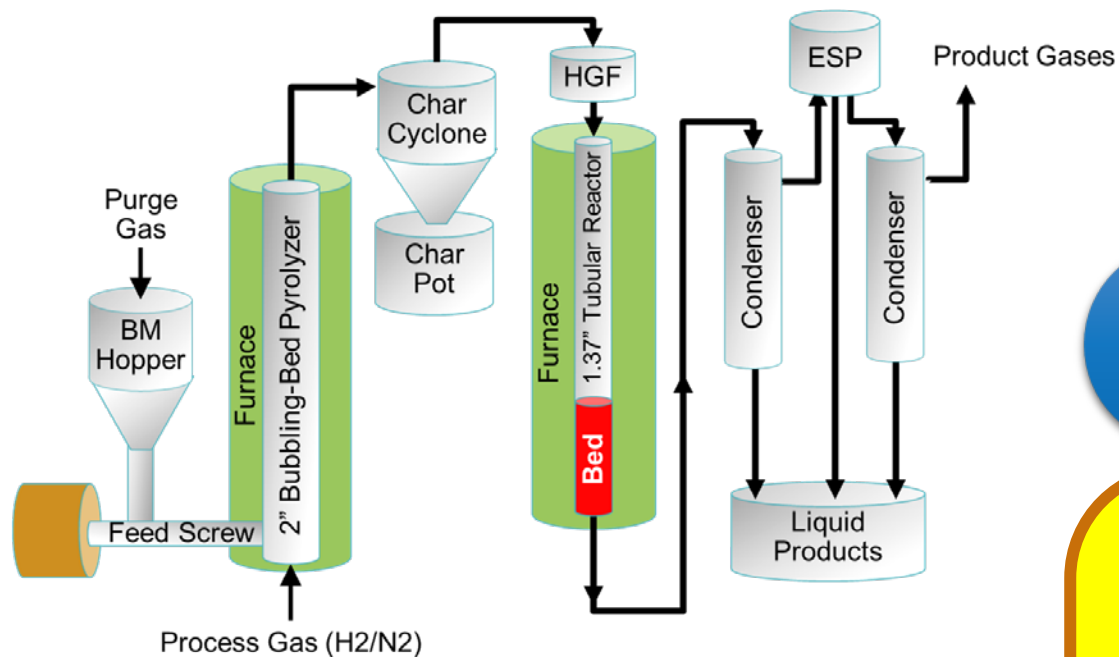 Purge
Gas
BM
Hopper
Feed Screw
Furnace
2” Bubbling-Bed Pyrolyzer
Process Gas (H2/N2)
Char
Cyclone
Char
Pot
HGF
Furnace
1.37” Tubular Reactor
Bed
Condenser
ESP
Condenser
Product Gases
Liquid
Products